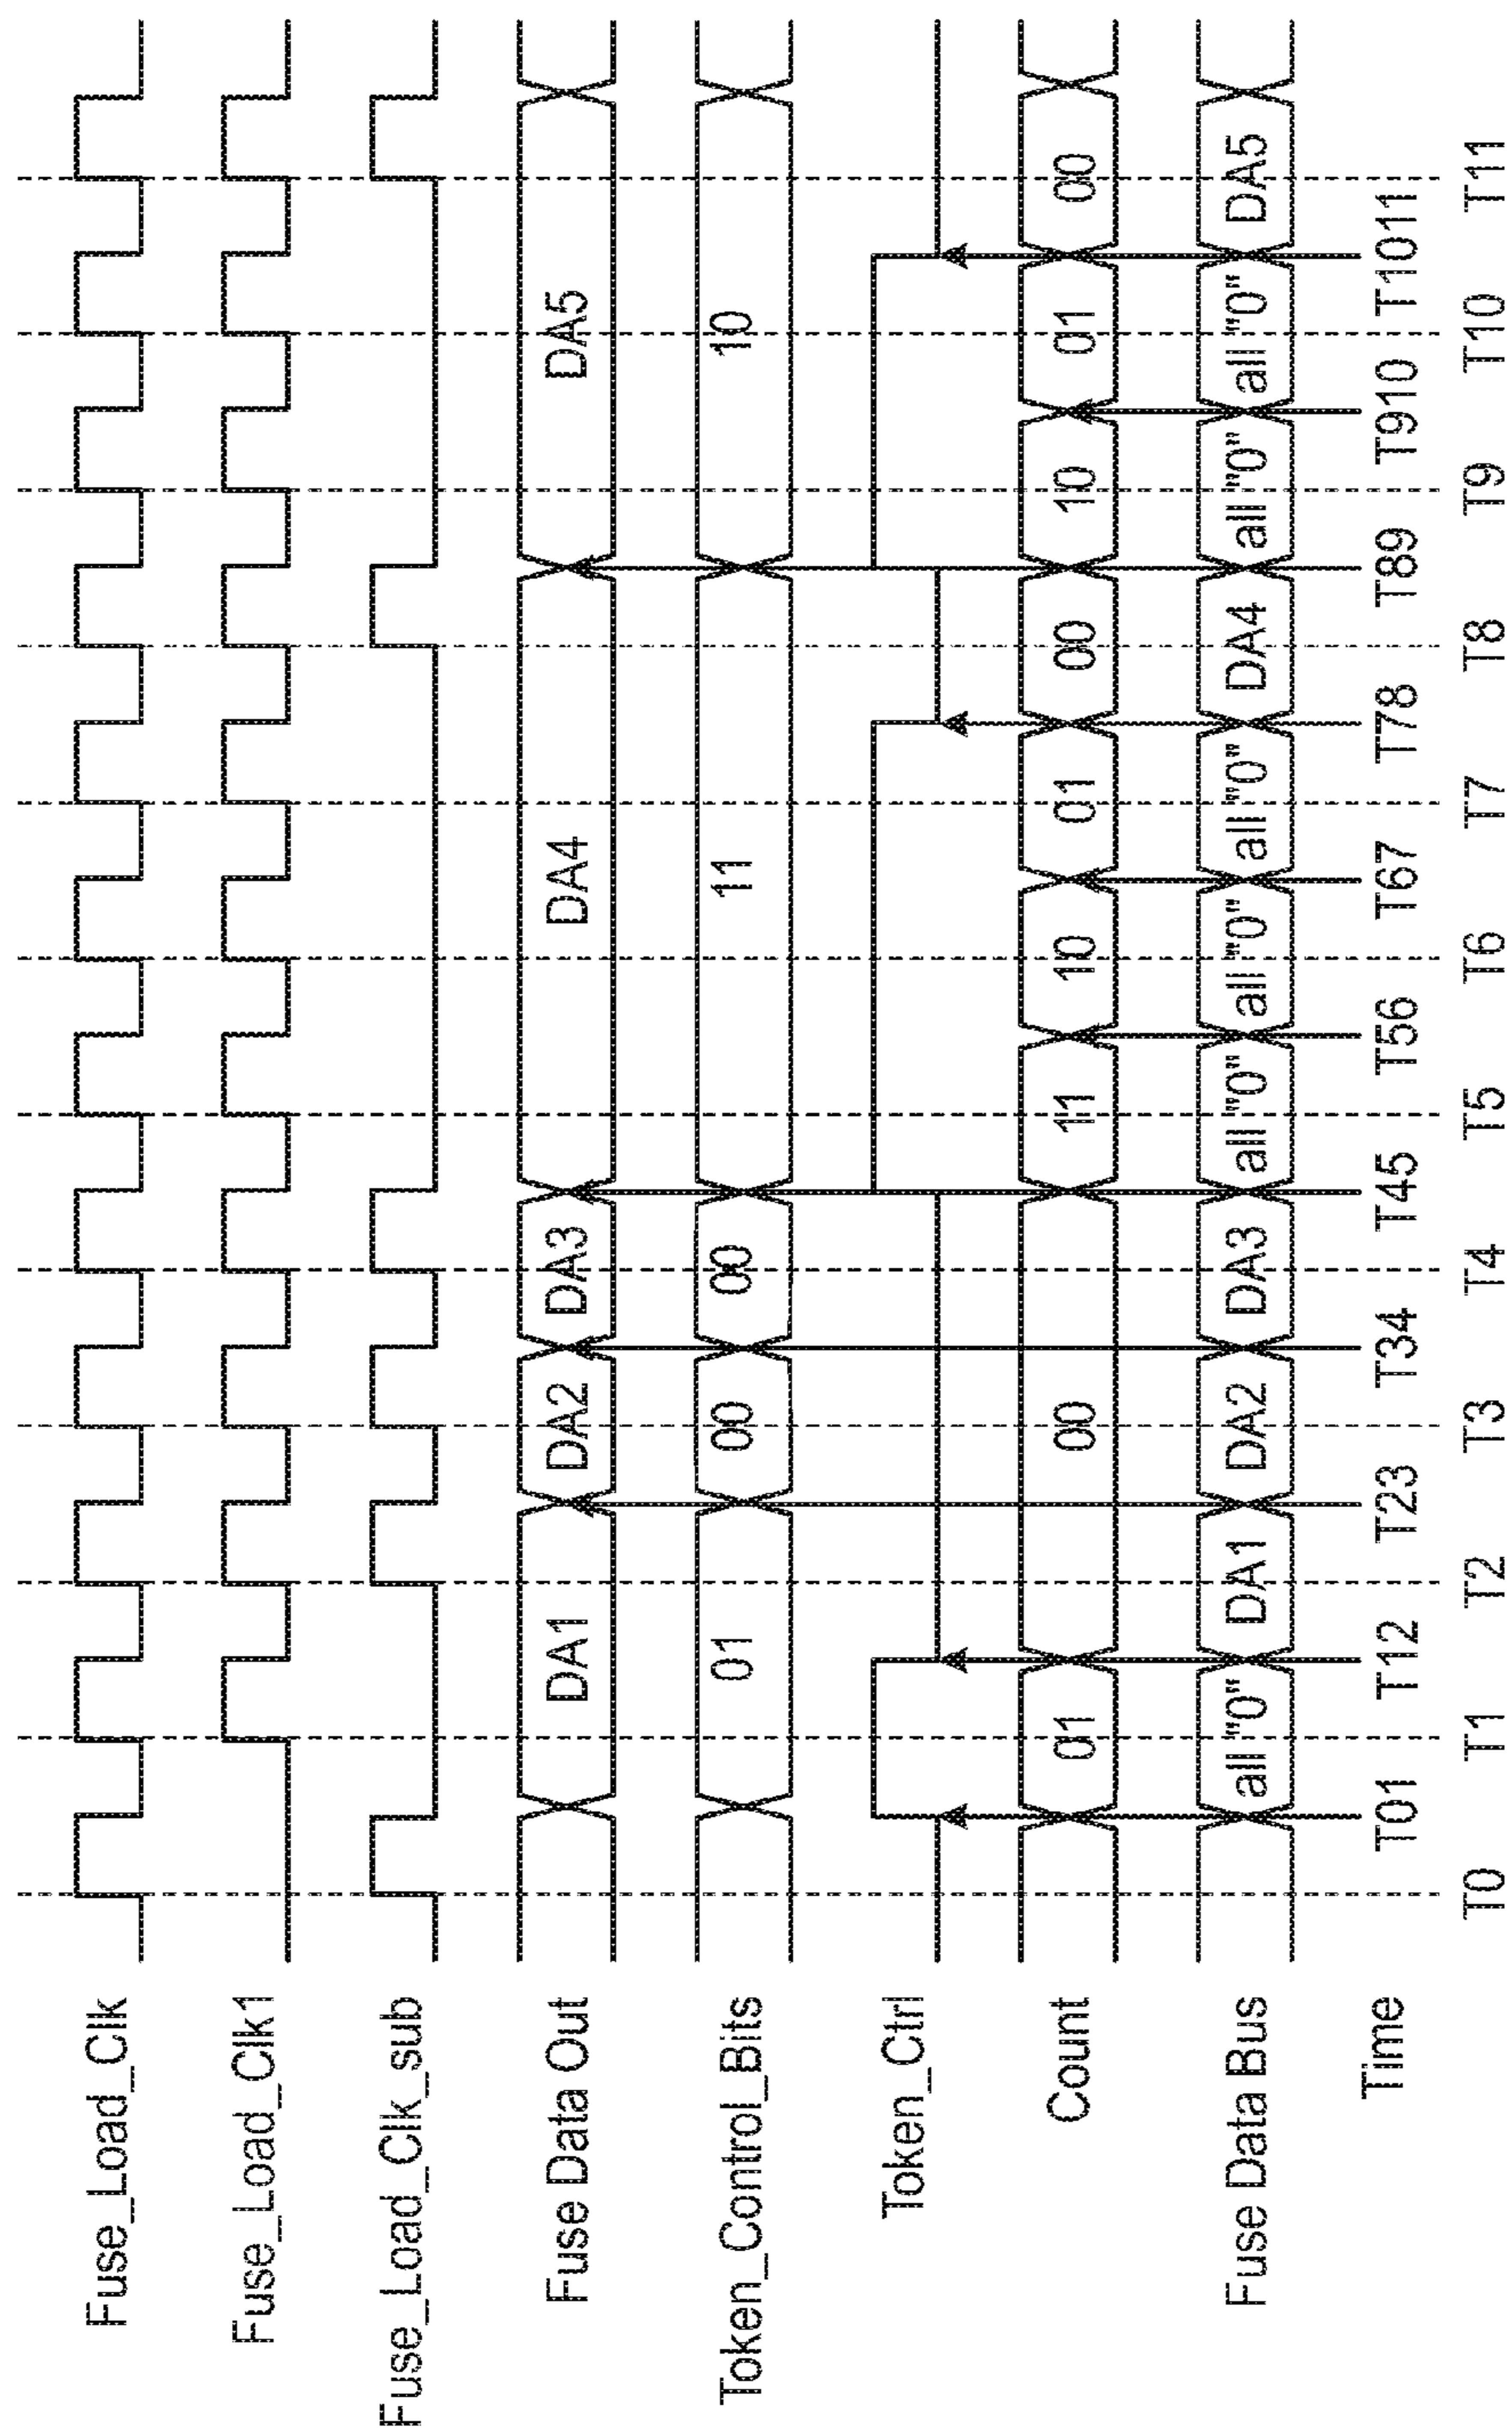 Fuse_Load_Clk
Fuse_Load_Clk1
Fuse_Load_Clk_sub
Fuse Data Out DA1 DA2 DA3 DA4 DA5
Token_Control_Bits 01 00 00 11 10
Token_Ctrl
Count 01 00 11 10 01 00 10 01 00
Fuse Data Bus all "0" DA1 DA2 DA3 all "0" all "0" all "0" DA4 all "0" all "0" DA5
Time T01 T12 T23 T34 T45 T56 T67 T78 T89 T910 T1011
T0 T1 T2 T3 T4 T5 T6 T7 T8 T9 T10 T11